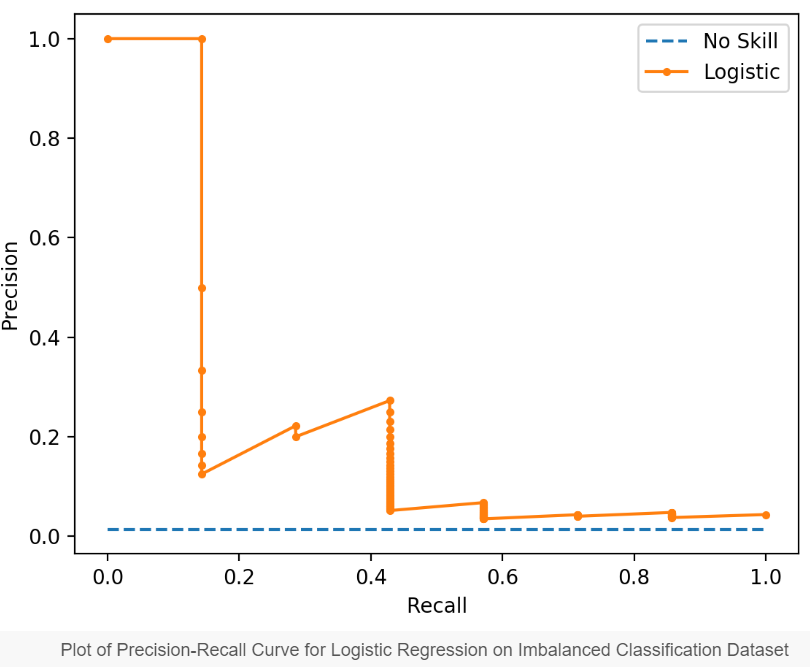 1.0
0.8
0.6
0.4
0.2
0.0
Precision
No Skill
Logistic
0.0 0.2 0.4 0.6 0.8 1.0
Recall
Plot of Precision-Recall Curve for Logistic Regression on Imbalanced Classification Dataset